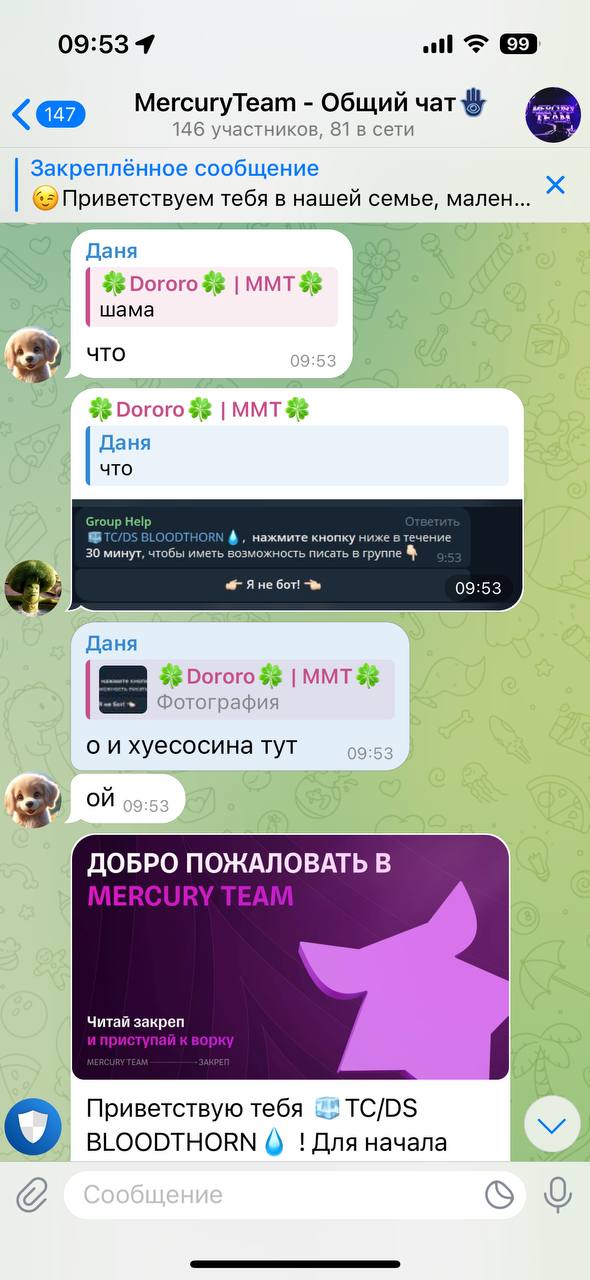 09:53
99
147
MercuryTeam - Общий чат🪬
146 участников, 81 в сети
Закреплённое сообщение
😉Приветствуем тебя в нашей семье, мален...
Даня
🍀Dororo🍀 | MMT🍀
шама
что
09:53
🍀Dororo🍀 | MMT🍀
Даня
что
Group Help
Ответить
🧊TC/DS BLOODTHORN💧, нажмите кнопку ниже в течение
30 минут, чтобы иметь возможность писать в группе 👇🏻
9:53
👉🏻 Я не бот! 👈🏻
09:53
Даня
🍀Dororo🍀 | MMT🍀
Фотография
о и хуесосина тут
09:53
ой
09:53
ДОБРО ПОЖАЛОВАТЬ В
MERCURY TEAM
Читай закреп
и приступай к ворку
MERCURY TEAM
ЗАКРЕП
Приветствую тебя 🧊TC/DS
BLOODTHORN💧 ! Для начала
Сообщение